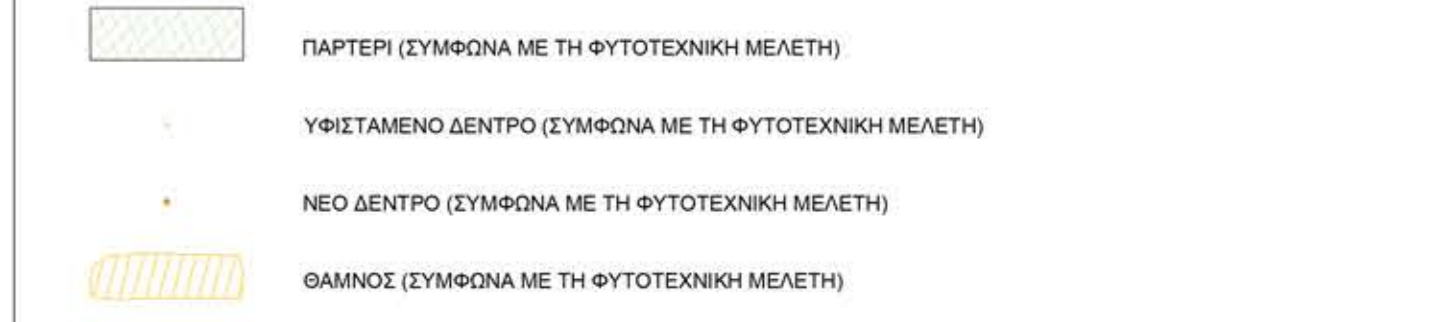 ΠΑΡΤΕΡΙ (ΣΥΜΦΩΝΑ ΜΕ ΤΗ ΦΥΤΟΤΕΧΝΙΚΗ ΜΕΛΕΤΗ)
ΥΦΙΣΤΑΜΕΝΟ ΔΕΝΤΡΟ (ΣΥΜΦΩΝΑ ΜΕ ΤΗ ΦΥΤΟΤΕΧΝΙΚΗ ΜΕΛΕΤΗ)
ΝΕΟ ΔΕΝΤΡΟ (ΣΥΜΦΩΝΑ ΜΕ ΤΗ ΦΥΤΟΤΕΧΝΙΚΗ ΜΕΛΕΤΗ)
ΘΑΜΝΟΣ (ΣΥΜΦΩΝΑ ΜΕ ΤΗ ΦΥΤΟΤΕΧΝΙΚΗ ΜΕΛΕΤΗ)